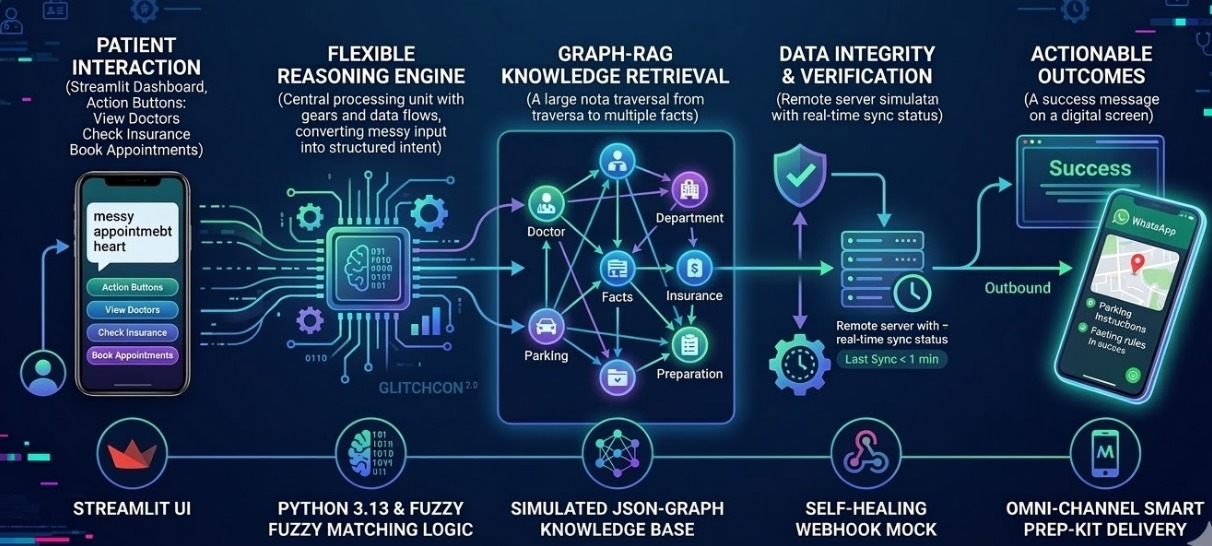 PATIENT
INTERACTION
(Streamlit Dashboard,
Action Buttons:
View Doctors
Check Insurance
Book Appointments)
messy
appointmebt
heart
Action Buttons
View Doctors
Check Insurance
Book Appointments
STREAMLIT UI
FLEXIBLE
REASONING ENGINE
(Central processing unit with
gears and data flows,
converting messy input
into structured intent)
0110
GLITCHCON 2.0
PYTHON 3.13 & FUZZY
FUZZY MATCHING LOGIC
GRAPH-RAG
KNOWLEDGE RETRIEVAL
(A large nota traversal from
traversa to multiple facts)
Doctor
Department
Facts
Insurance
Parking
Preparation
SIMULATED JSON-GRAPH
KNOWLEDGE BASE
DATA INTEGRITY
& VERIFICATION
(Remote server simulatan
with real-time sync status)
Remote server with –
real-time sync status
Last Sync < 1 min
SELF-HEALING
WEBHOOK MOCK
ACTIONABLE
OUTCOMES
(A success message
on a digital screen)
Success
Outbound
WhataApp
Parking
Instructions
Faeting rules
in succes
OMNI-CHANNEL SMART
PREP-KIT DELIVERY